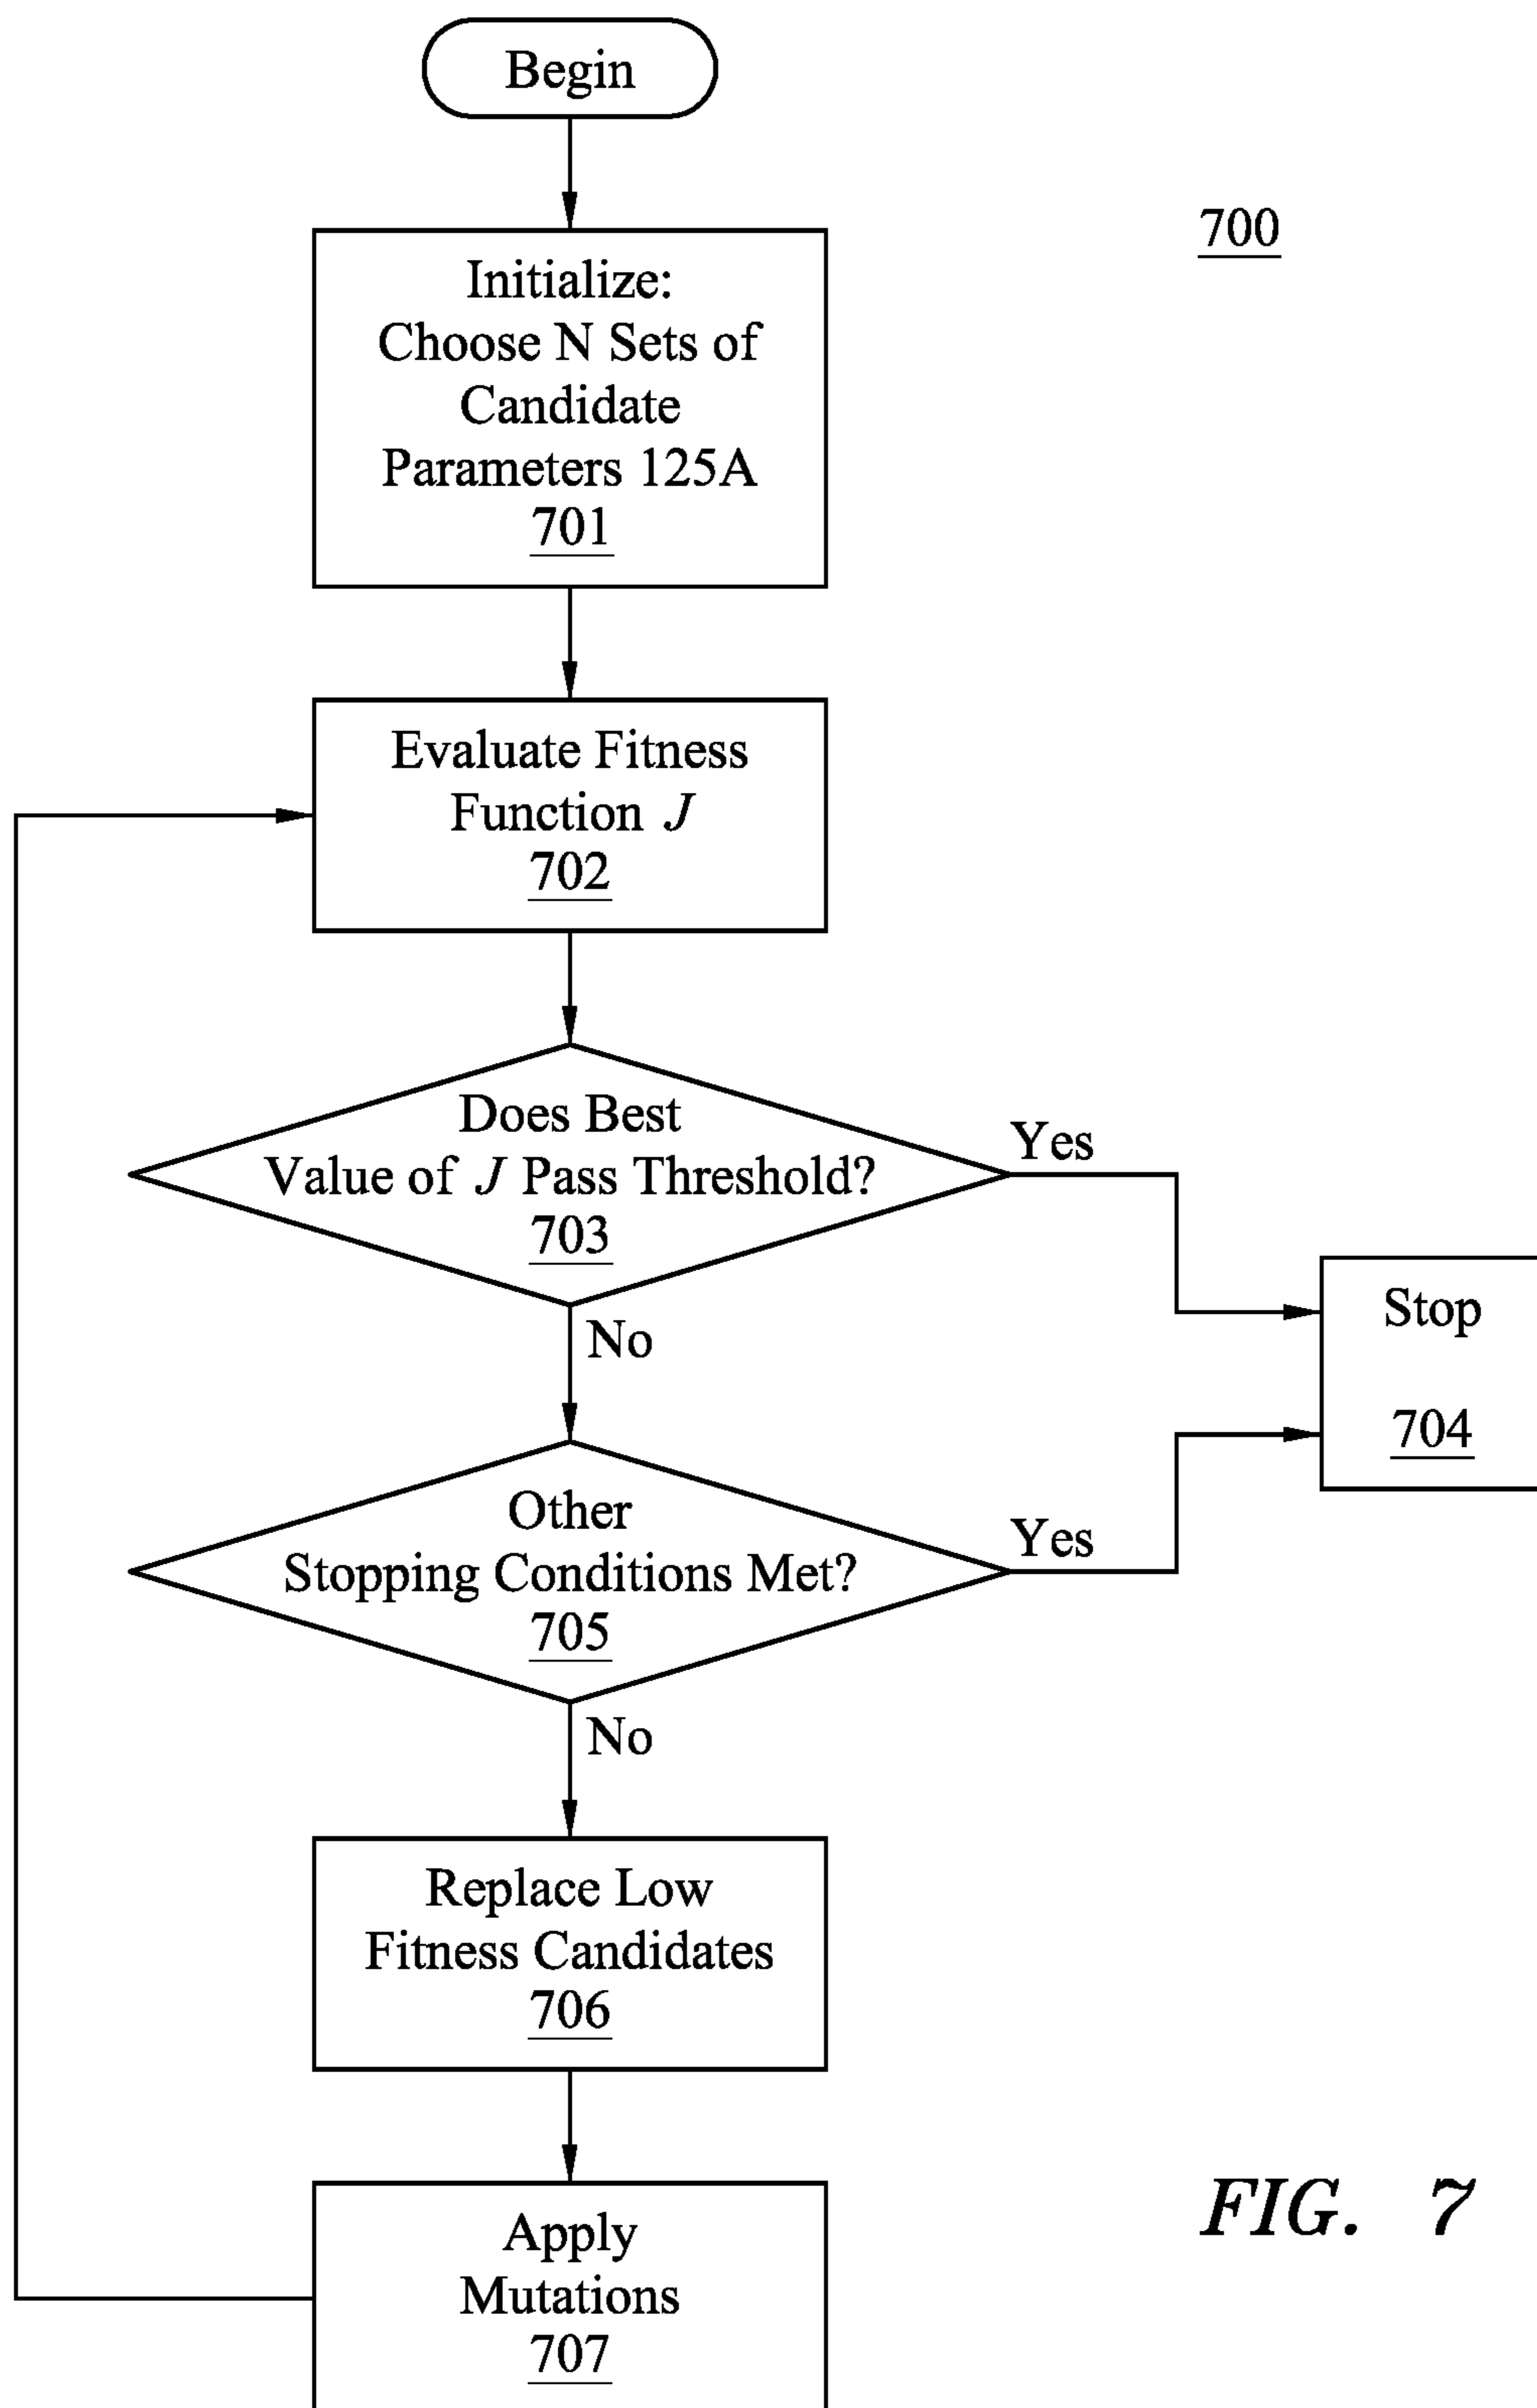 Begin
700
Initialize:
Choose N Sets of
Candidate
Parameters 125A
701
Evaluate Fitness
Function J
702
Does Best
Value of J Pass Threshold?
703
Yes
No
Stop
704
Other
Stopping Conditions Met?
705
Yes
No
Replace Low
Fitness Candidates
706
Apply
Mutations
707
FIG. 7